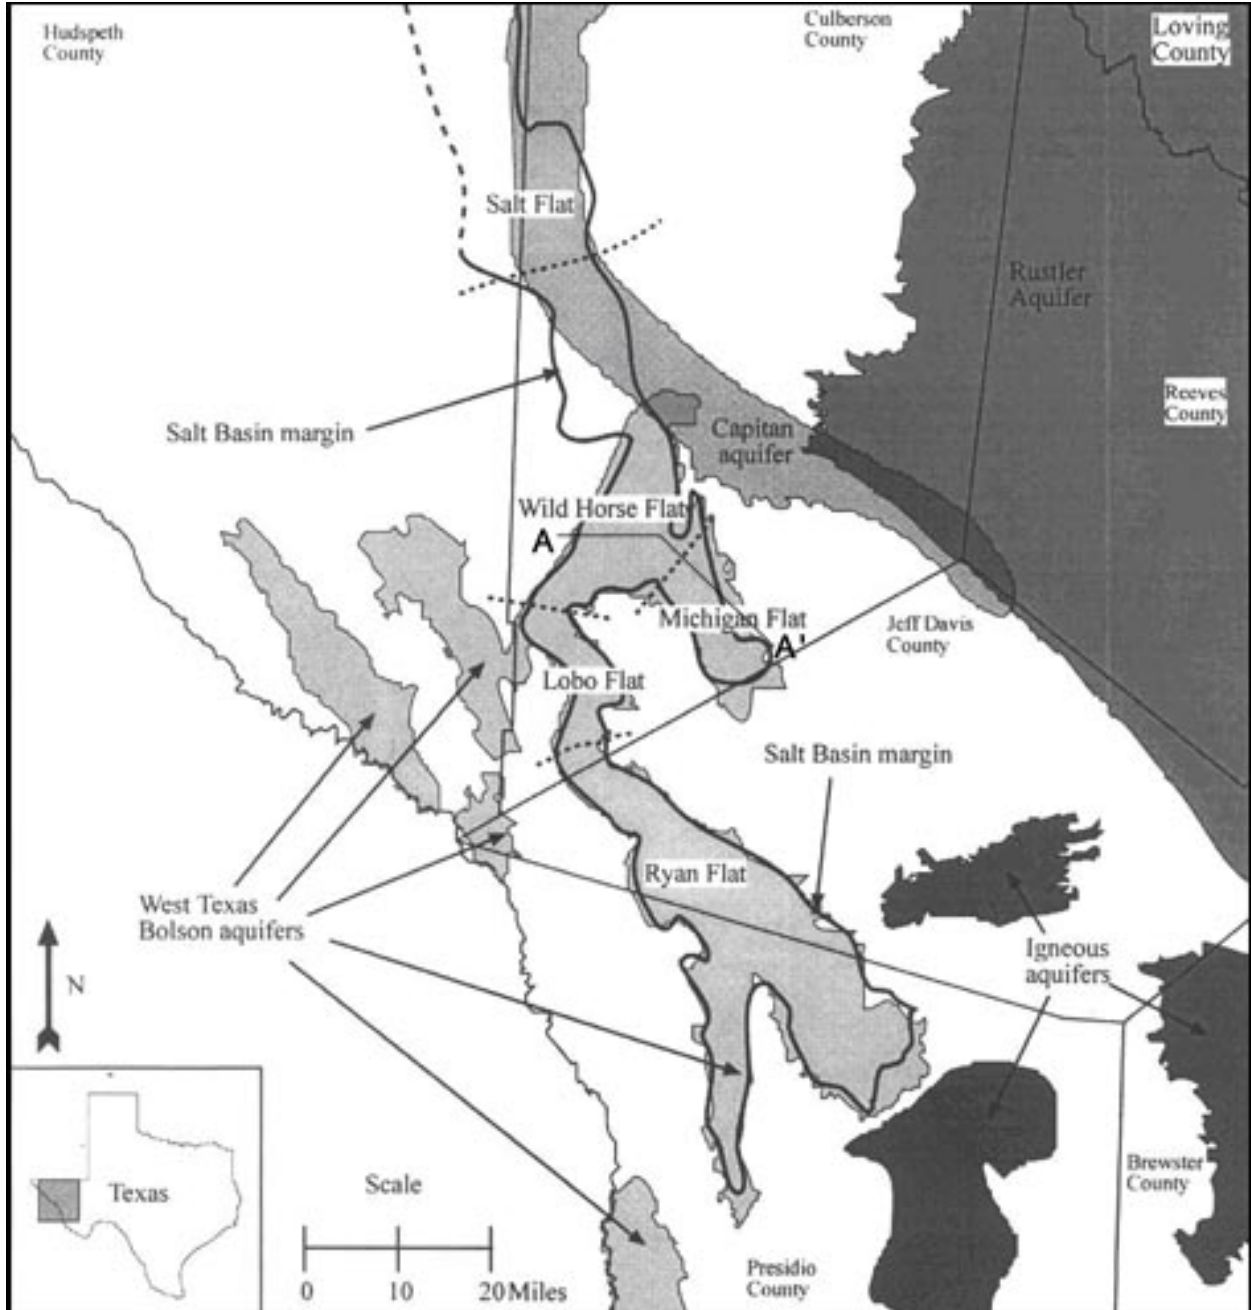 Hudspeth
County
Culberson
County
Loving
County
Salt Flat
Rustler
Aquifer
Reeves
County
Salt Basin margin
Capitan
aquifer
Wild Horse Flat
A
Michigan Flat
A'
Jeff Davis
County
Lobo Flat
Salt Basin margin
Ryan Flat
West Texas
Bolson aquifers
Igneous
aquifers
N
Texas
Scale
0 10 20 Miles
Brewster
County
Presidio
County